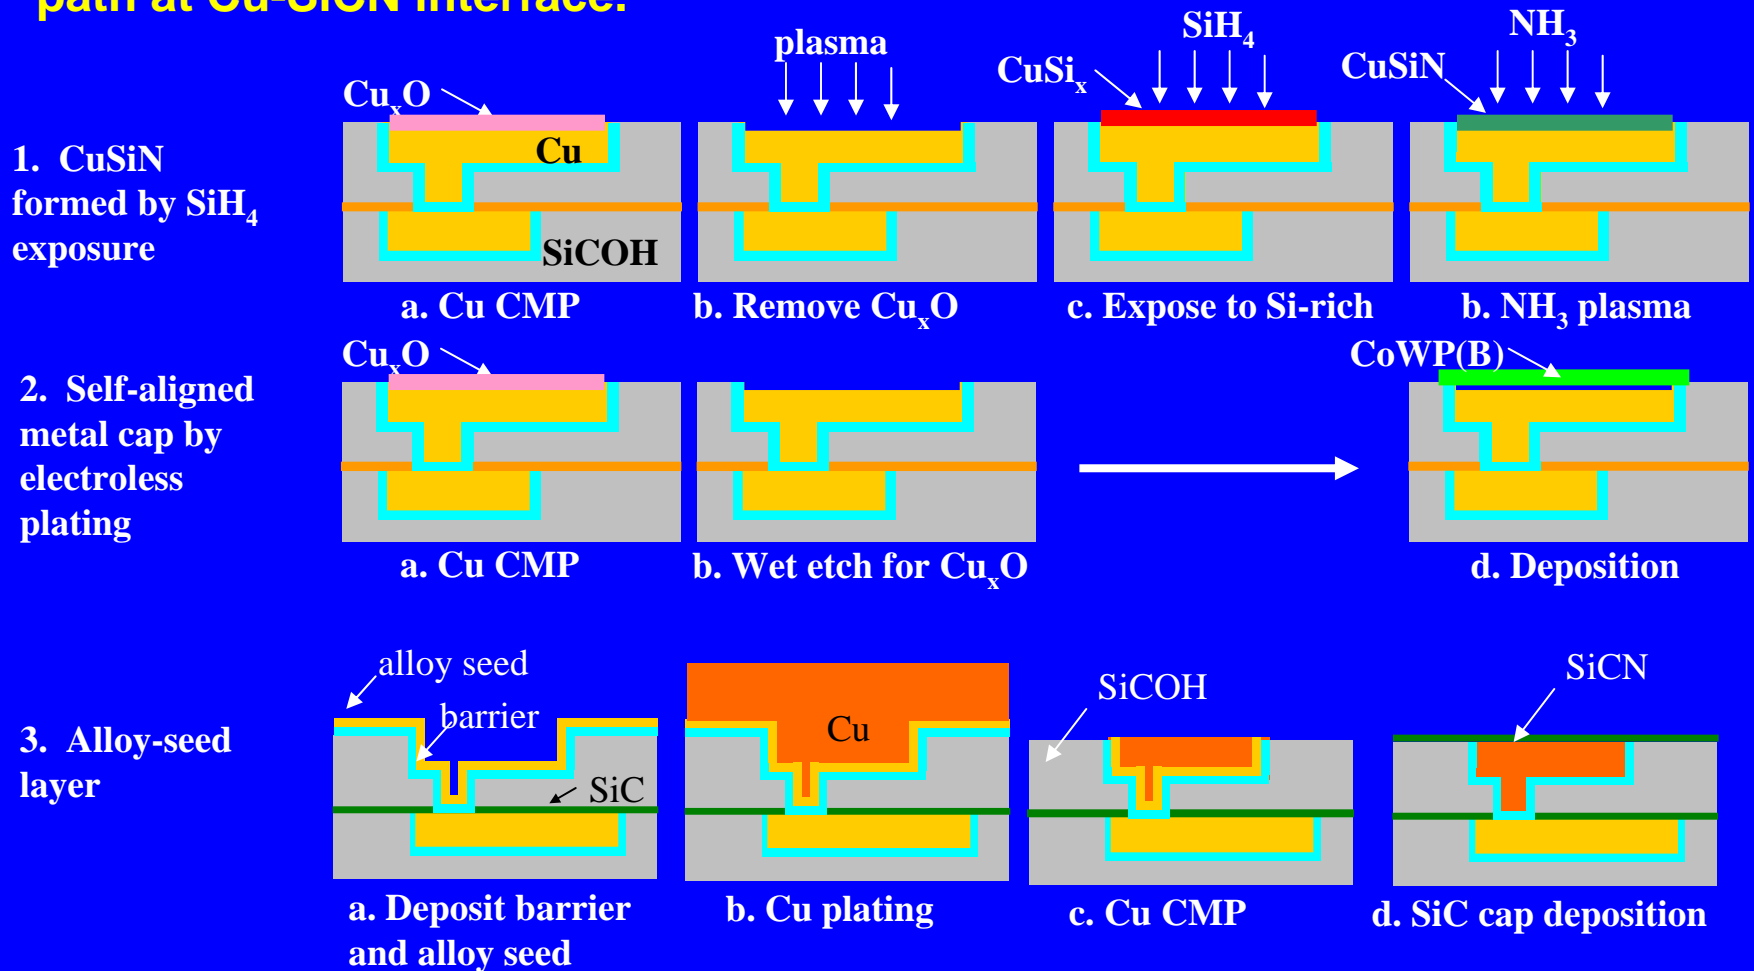 path at Cu-SiCN interface.
plasma
SiH4
NH3
CuxO
CuSix
CuSiN
Cu
SiCOH
1. CuSiN
formed by SiH4
exposure
a. Cu CMP
b. Remove CuxO
c. Expose to Si-rich
b. NH3 plasma
CuxO
CoWP(B)
2. Self-aligned
metal cap by
electroless
plating
a. Cu CMP
b. Wet etch for CuxO
d. Deposition
alloy seed
barrier
SiC
Cu
SiCOH
SiCN
3. Alloy-seed
layer
a. Deposit barrier
and alloy seed
b. Cu plating
c. Cu CMP
d. SiC cap deposition